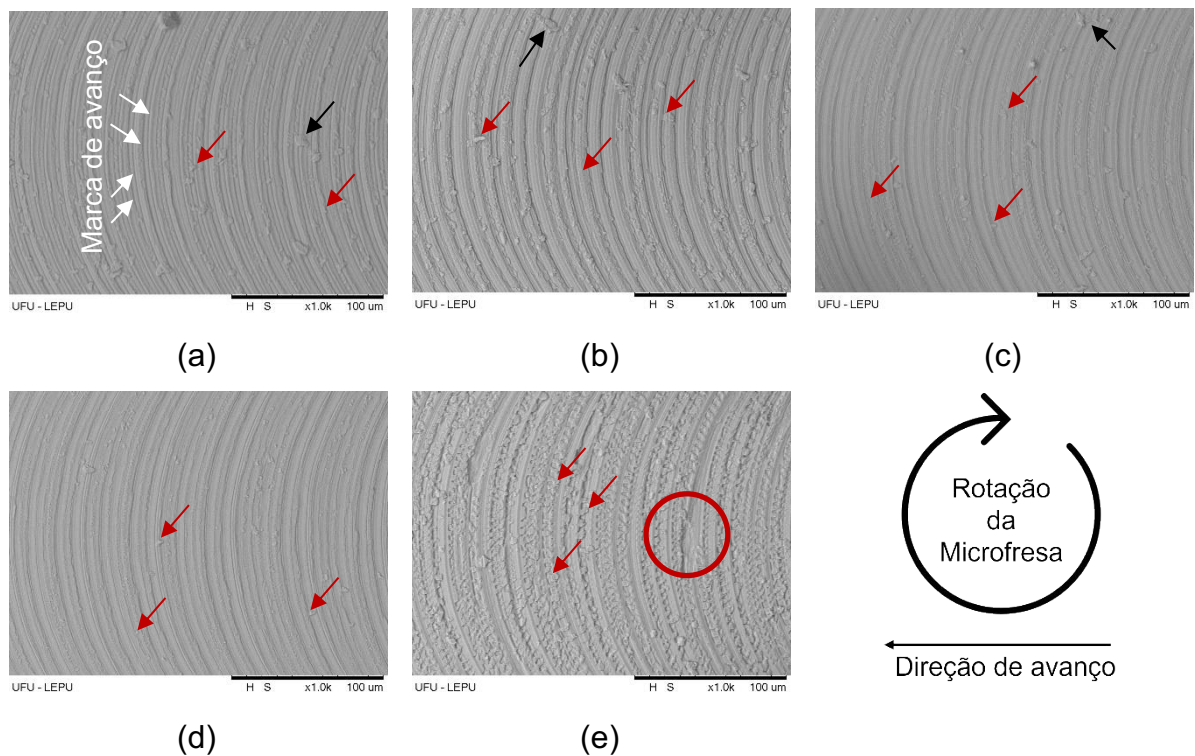 Marca de avanço
UFU - LEPU H S x1.0k 100 um
UFU - LEPU H S x1.0k 100 um
UFU - LEPU H S x1.0k 100 um
(a)
(b)
(c)
Rotação
da
Microfresa
Direção de avanço
UFU - LEPU H S x1.0k 100 um
UFU - LEPU H S x1.0k 100 um
(d)
(e)